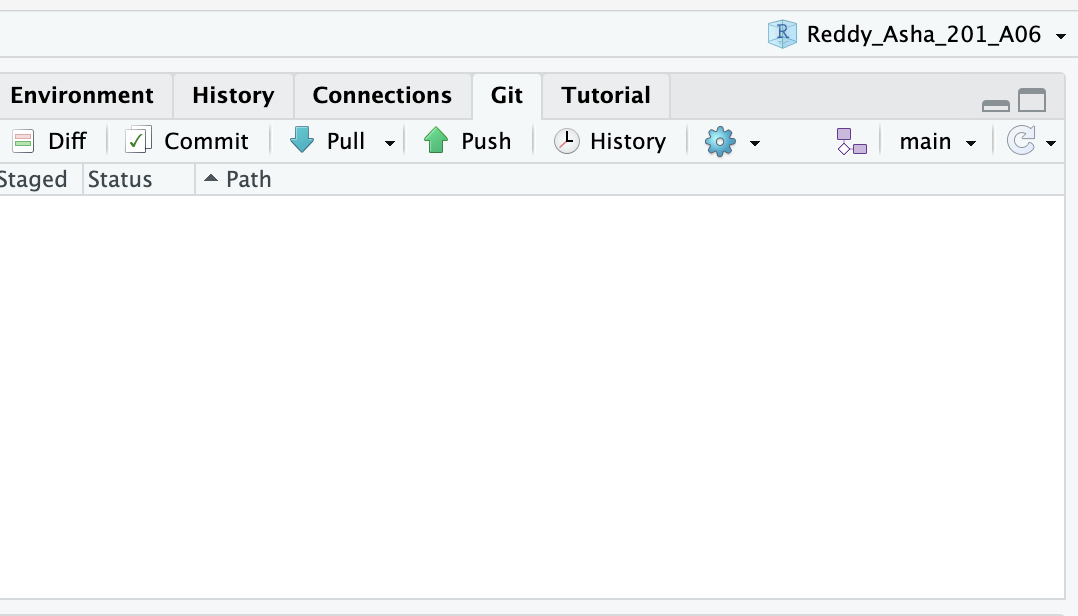 Reddy_Asha_201_A06
Environment History Connections Git Tutorial
Diff Commit Pull Push History main
Staged Status Path